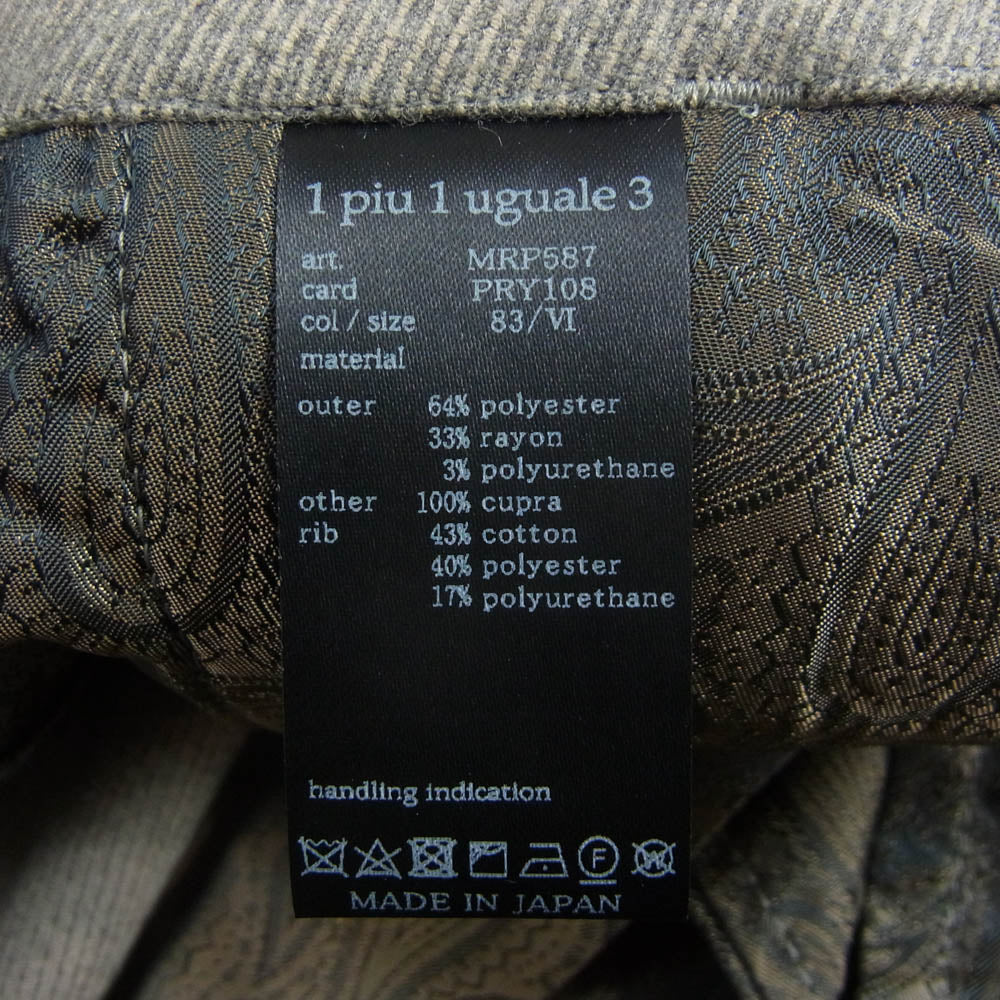 1 piu 1 uguale 3
art. MRP587
card PRY108
col / size 83/VI
material
outer 64% polyester
33% rayon
3% polyurethane
other 100% cupra
rib 43% cotton
40% polyester
17% polyurethane
handling indication
F W
MADE IN JAPAN